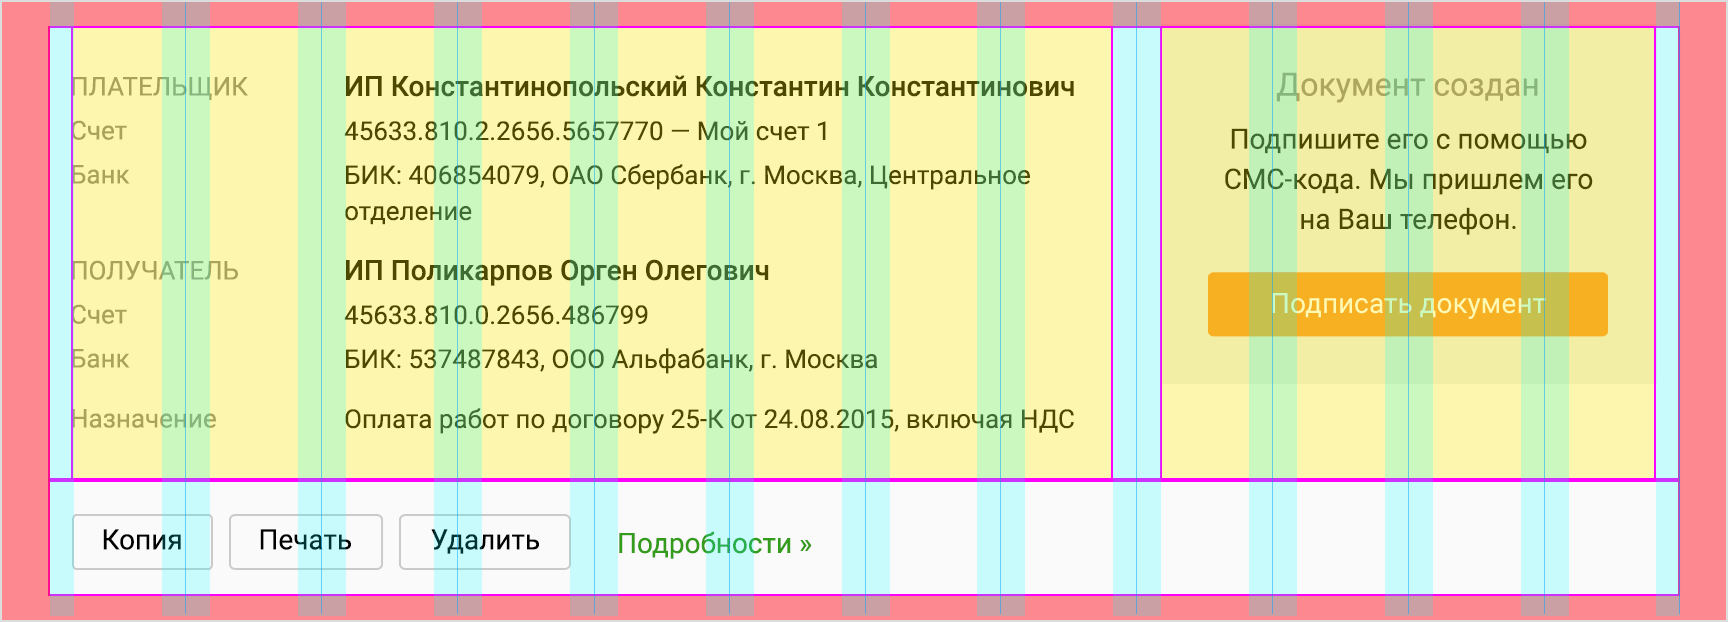 ПЛАТЕЛЬЩИК ИП Константинопольский Константин Константинович
Счет 45633.810.2.2656.5657770 — Мой счет 1
Банк БИК: 406854079, ОАО Сбербанк, г. Москва, Центральное
отделение
ПОЛУЧАТЕЛЬ ИП Поликарпов Орген Олегович
Счет 45633.810.0.2656.486799
Банк БИК: 537487843, ООО Альфабанк, г. Москва
Назначение Оплата работ по договору 25-К от 24.08.2015, включая НДС
Документ создан
Подпишите его с помощью
СМС-кода. Мы пришлем его
на Ваш телефон.
Подписать документ
Копия Печать Удалить Подробности »